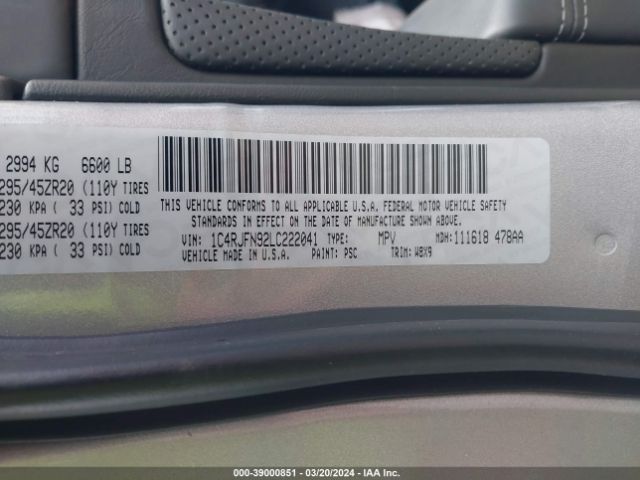 2994 KG 6600 LB
295/45ZR20 (110Y TIRES
230 KPA ( 33 PSI) COLD
295/45ZR20 (110Y TIRES
230 KPA ( 33 PSI) COLD
THIS VEHICLE CONFORMS TO ALL APPLICABLE U.S.A. FEDERAL MOTOR VEHICLE SAFETY
STANDARDS IN EFFECT ON THE DATE OF MANUFACTURE SHOWN ABOVE.
VIN: 1C4RJFN92LC222041 TYPE: MPV MDH: 111618 478AA
VEHICLE MADE IN U.S.A. PAINT: PSC TRIM: W8X9
000-39000851 | 03/20/2024 - IAA Inc.